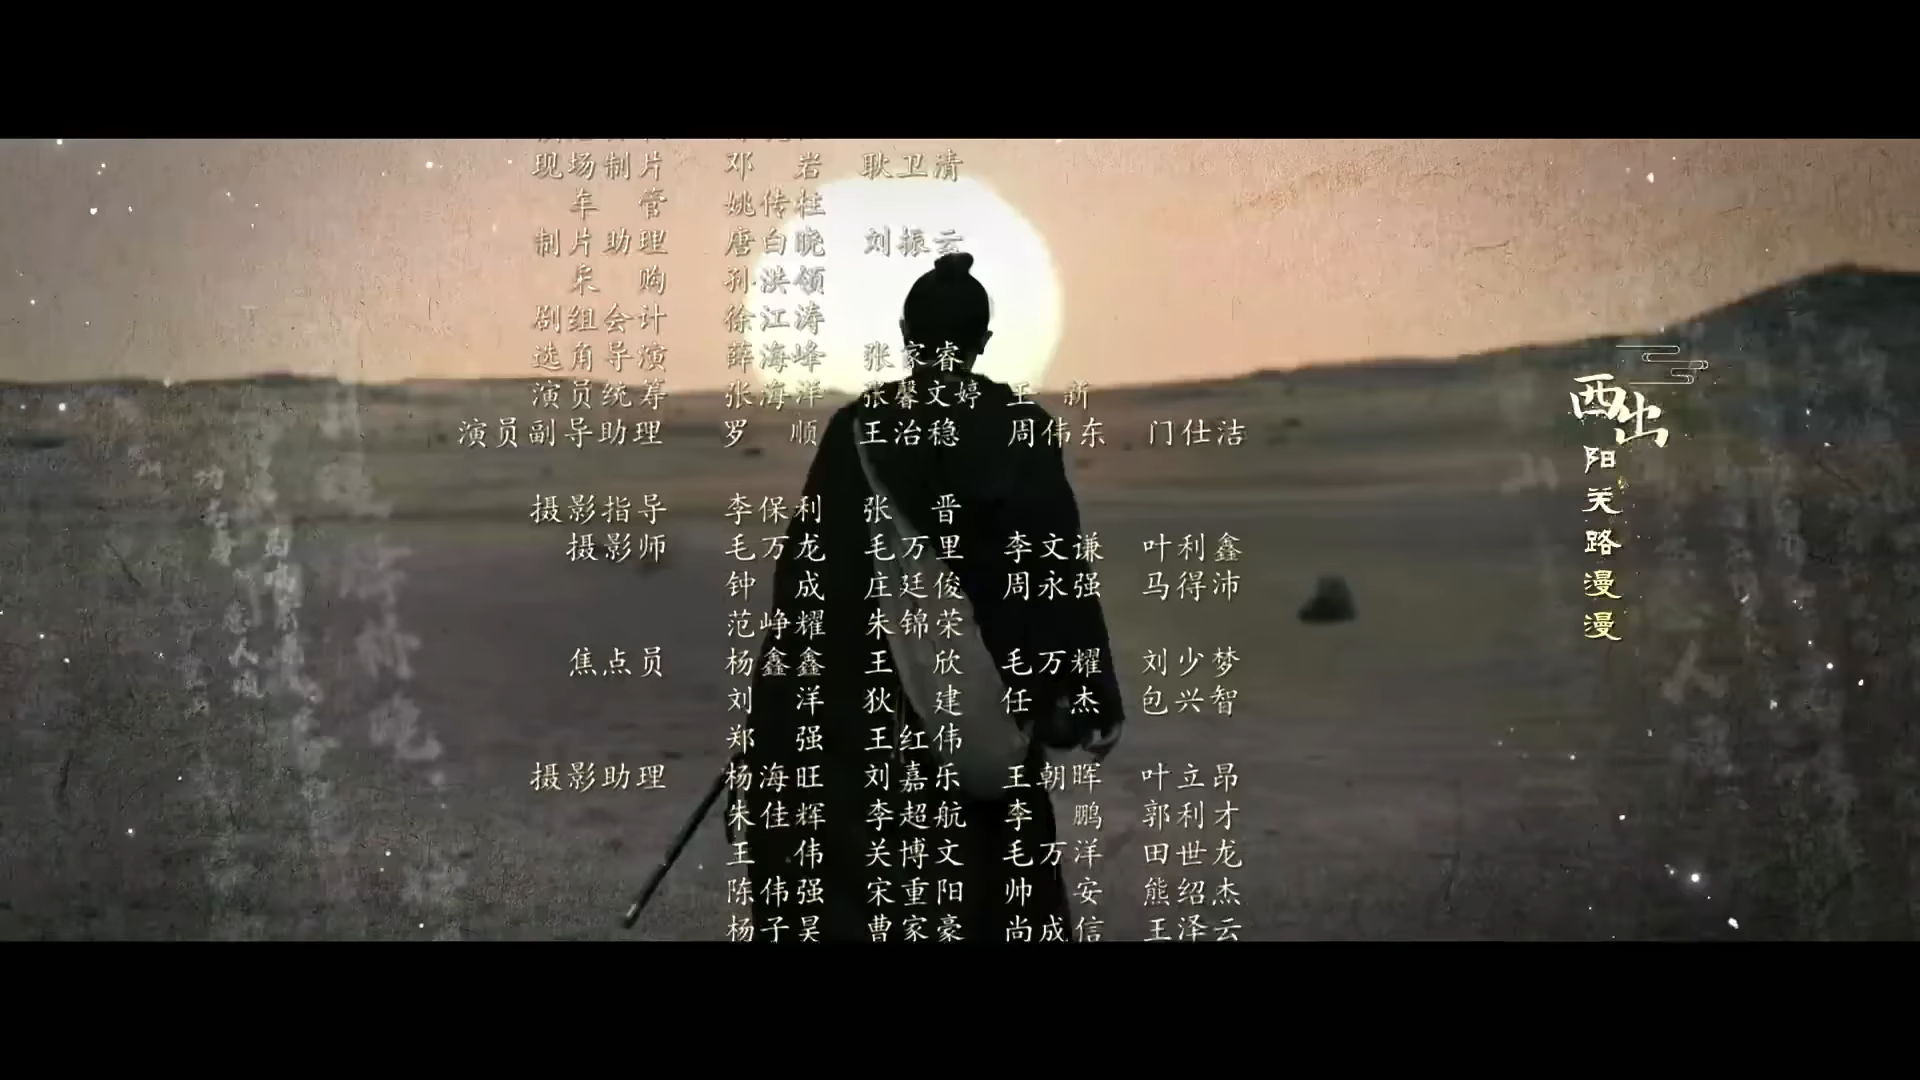 现场制片 邓 岩 耿卫清
车 管 姚传柱
制片助理 唐白晓 刘振云
采 购 孙洪领
剧组会计 徐江涛
选角导演 薛海峰 张家睿
演员统筹 张海洋 张馨文婷 王 新
演员副导助理 罗 顺 王治稳 周伟东 门仕洁
摄影指导 李保利 张 晋
摄影师 毛万龙 毛万里 李文谦 叶利鑫
钟 成 庄廷俊 周永强 马得沛
范峥耀 朱锦荣
焦点员 杨鑫鑫 王 欣 毛万耀 刘少梦
刘 洋 狄 建 任 杰 包兴智
郑 强 王红伟
摄影助理 杨海旺 刘嘉乐 王朝晖 叶立昂
朱佳辉 李超航 李 鹏 郭利才
王 伟 关博文 毛万洋 田世龙
陈伟强 宋重阳 帅 安 熊绍杰
杨子昊 曹家豪 尚成信 王泽云
西出阳关路漫漫